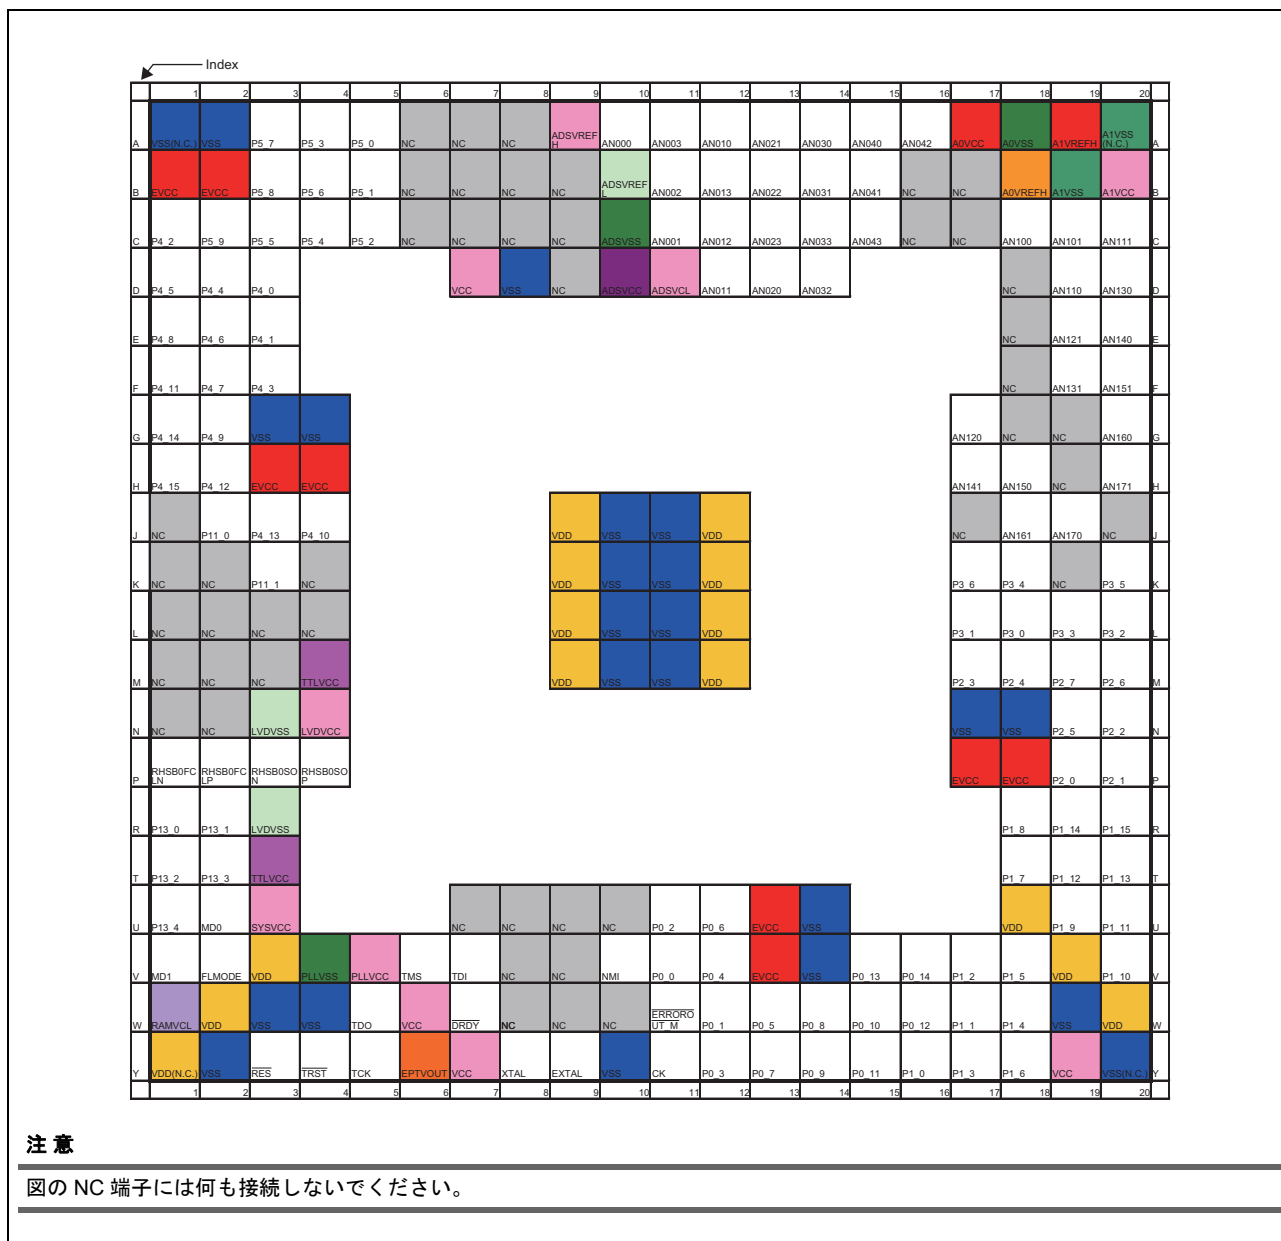 Index
1 2 3 4 5 6 7 8 9 10 11 12 13 14 15 16 17 18 19 20
A VSS(N.C.) VSS P5_7 P5_3 P5_0 NC NC NC ADSVREFH AN000 AN003 AN010 AN021 AN030 AN040 AN042 A0VCC A0VSS A1VREFH A1VSS (N.C.) A
B EVCC EVCC P5_8 P5_6 P5_1 NC NC NC NC ADSVREFL AN002 AN013 AN022 AN031 AN041 NC NC A0VREFH A1VSS A1VCC B
C P4_2 P5_9 P5_5 P5_4 P5_2 NC NC NC NC ADSVSS AN001 AN012 AN023 AN033 AN043 NC NC AN100 AN101 AN111 C
D P4_5 P4_4 P4_0 VCC VSS NC ADSVCC ADSVCL AN011 AN020 AN032 NC AN110 AN130 D
E P4_8 P4_6 P4_1 NC AN121 AN140 E
F P4_11 P4_7 P4_3 NC AN131 AN151 F
G P4_14 P4_9 VSS VSS AN120 NC NC AN160 G
H P4_15 P4_12 EVCC EVCC AN141 AN150 NC AN171 H
J NC P11_0 P4_13 P4_10 VDD VSS VSS VDD NC AN161 AN170 NC J
K NC NC P11_1 NC VDD VSS VSS VDD P3_6 P3_4 NC P3_5 K
L NC NC NC NC VDD VSS VSS VDD P3_1 P3_0 P3_3 P3_2 L
M NC NC NC TTLVCC VDD VSS VSS VDD P2_3 P2_4 P2_7 P2_6 M
N NC NC LVDVSS LVDVCC VSS VSS P2_5 P2_2 N
P RHSB0FCLN RHSB0FCLP RHSB0SON RHSB0SOP EVCC EVCC P2_0 P2_1 P
R P13_0 P13_1 LVDVSS P1_8 P1_14 P1_15 R
T P13_2 P13_3 TTLVCC P1_7 P1_12 P1_13 T
U P13_4 MD0 SYSVCC NC NC NC NC P0_2 P0_6 EVCC VSS VDD P1_9 P1_11 U
V MD1 FLMODE VDD PLLVSS PLLVCC TMS TDI NC NC NMI P0_0 P0_4 EVCC VSS P0_13 P0_14 P1_2 P1_5 VDD P1_10 V
W RAMVCL VDD VSS VSS TDO VCC DRDY NC NC NC ERROROUT_M P0_1 P0_5 P0_8 P0_10 P0_12 P1_1 P1_4 VSS VDD W
Y VDD(N.C.) VSS RES TRST TCK EPTVOUT VCC XTAL EXTAL VSS CK P0_3 P0_7 P0_9 P0_11 P1_0 P1_3 P1_6 VCC VSS(N.C.) Y
1 2 3 4 5 6 7 8 9 10 11 12 13 14 15 16 17 18 19 20
注意
図の NC 端子には何も接続しないでください。